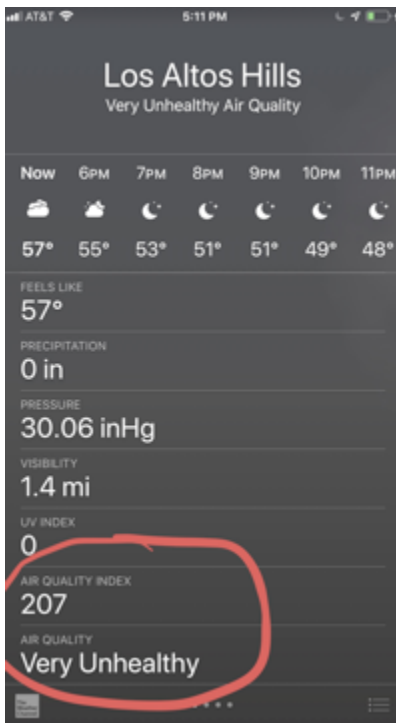 AT&T 5:11 PM
Los Altos Hills
Very Unhealthy Air Quality
Now 6PM 7PM 8PM 9PM 10PM 11PM
57° 55° 53° 51° 51° 49° 48°
FEELS LIKE
57°
PRECIPITATION
0 in
PRESSURE
30.06 inHg
VISIBILITY
1.4 mi
UV INDEX
0
AIR QUALITY INDEX
207
AIR QUALITY
Very Unhealthy